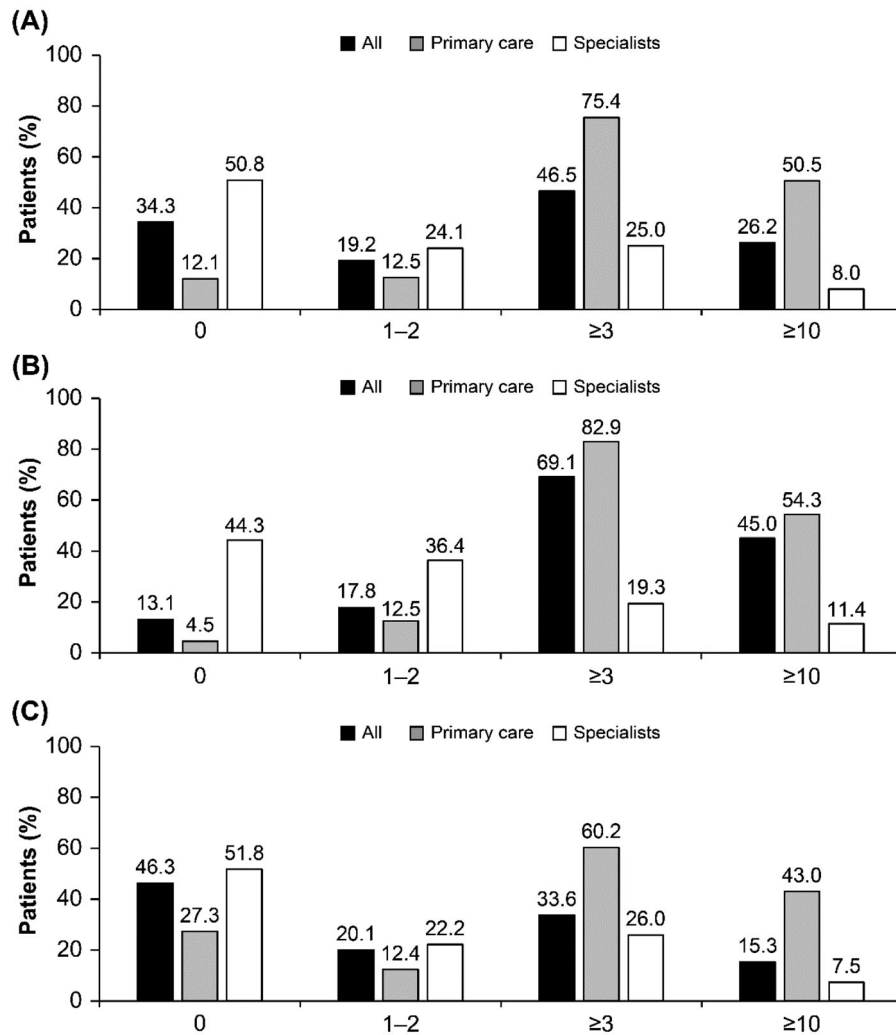 (A)
All Primary care Specialists
Patients (%)
100
80
60
40
20
0
34.3 12.1 50.8
19.2 12.5 24.1
46.5 75.4 25.0
26.2 50.5 8.0
0 1–2 ≥3 ≥10
(B)
All Primary care Specialists
Patients (%)
100
80
60
40
20
0
13.1 4.5 44.3
17.8 12.5 36.4
69.1 82.9 19.3
45.0 54.3 11.4
0 1–2 ≥3 ≥10
(C)
All Primary care Specialists
Patients (%)
100
80
60
40
20
0
46.3 27.3 51.8
20.1 12.4 22.2
33.6 60.2 26.0
15.3 43.0 7.5
0 1–2 ≥3 ≥10